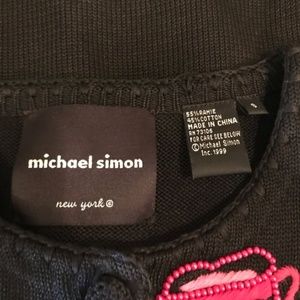 michael simon
new york©
55%RAMIE
45%COTTON
MADE IN CHINA
RN 73106
FOR CARE SEE BELOW
©Michael Simon
Inc. 1999
S